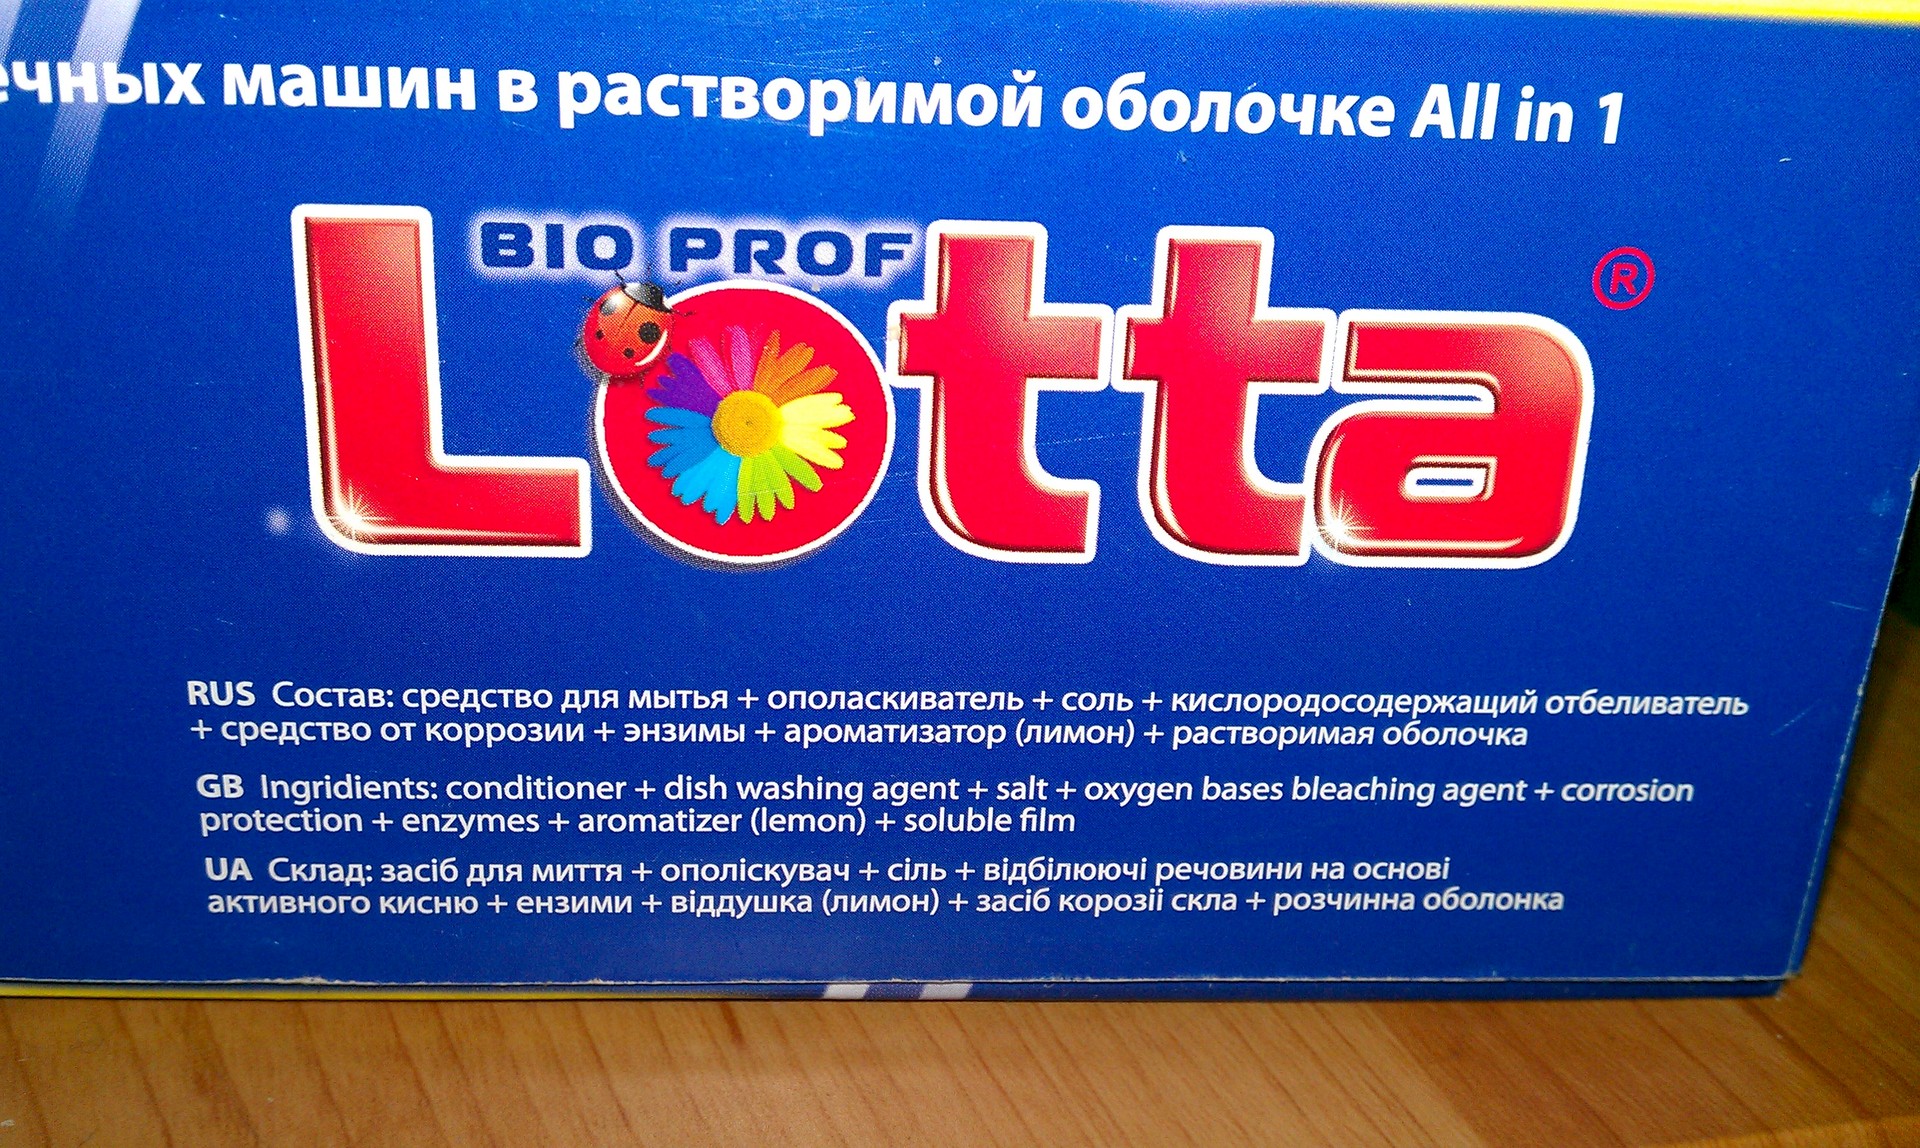 машин в растворимой оболочке All in 1
BIO PROF
Lotta ®
RUS Состав: средство для мытья + ополаскиватель + соль + кислородосодержащий отбеливатель
+ средство от коррозии + энзимы + ароматизатор (лимон) + растворимая оболочка
GB Ingridients: conditioner + dish washing agent + salt + oxygen bases bleaching agent + corrosion
protection + enzymes + aromatizer (lemon) + soluble film
UA Склад: засіб для миття + ополіскувач + сіль + відбілюючі речовини на основі
активного кисню + ензими + віддушка (лимон) + засіб корозіі скла + розчинна оболонка